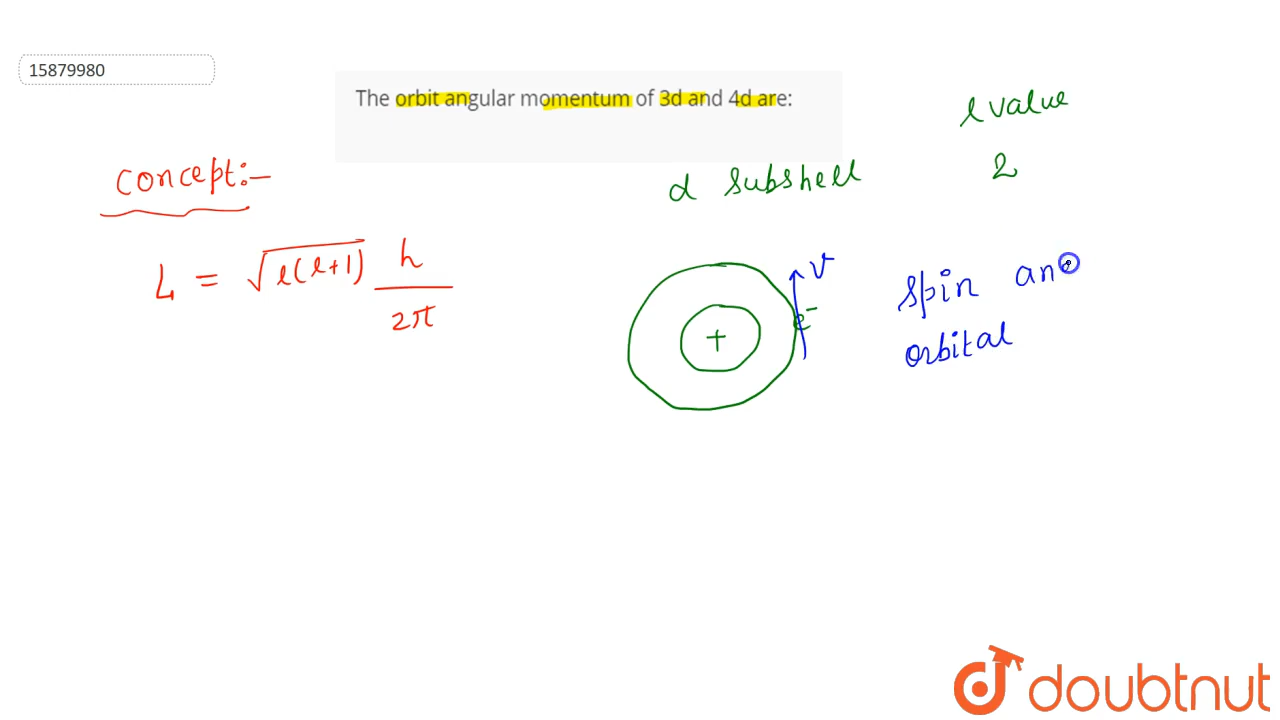 15879980
The orbit angular momentum of 3d and 4d are:
l value
concept:-
d subshell
2
L = √l(l+1) h/2π
v
e-
+
spin an
orbital
doubtnut